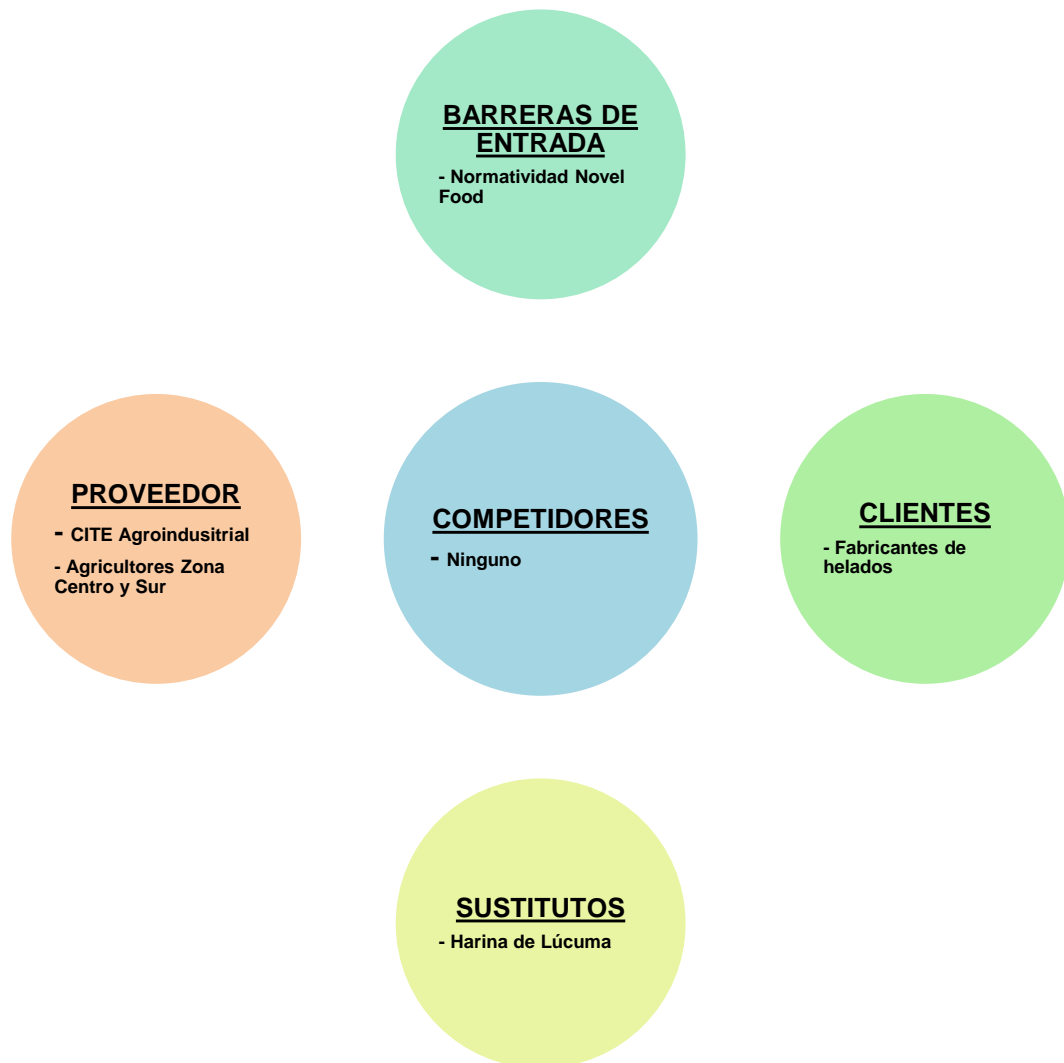 BARRERAS DE
ENTRADA
- Normatividad Novel
Food
PROVEEDOR
- CITE Agroindusitrial
- Agricultores Zona
Centro y Sur
COMPETIDORES
- Ninguno
CLIENTES
- Fabricantes de
helados
SUSTITUTOS
- Harina de Lúcuma